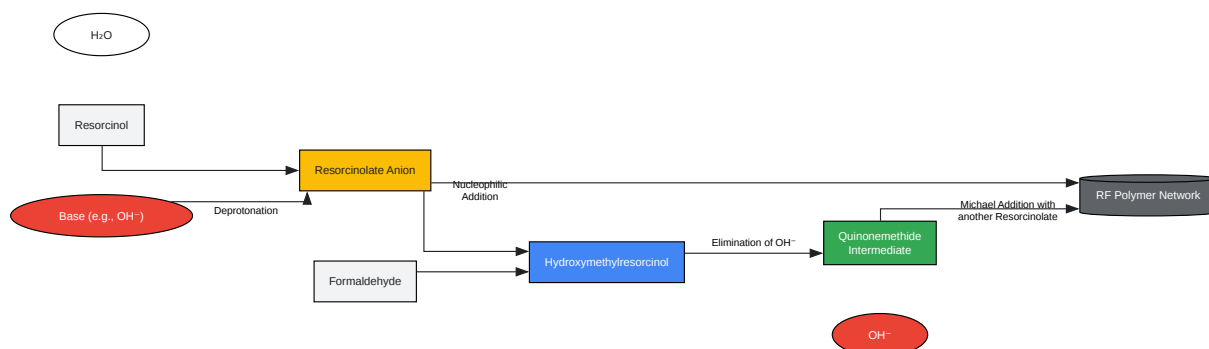 H₂O
Resorcinol
Resorcinolate Anion
Nucleophilic
Addition
Base (e.g., OH⁻)
Deprotonation
RF Polymer Network
Michael Addition with
another Resorcinolate
Quinonemethide
Intermediate
Elimination of OH⁻
Hydroxymethylresorcinol
Formaldehyde
OH⁻